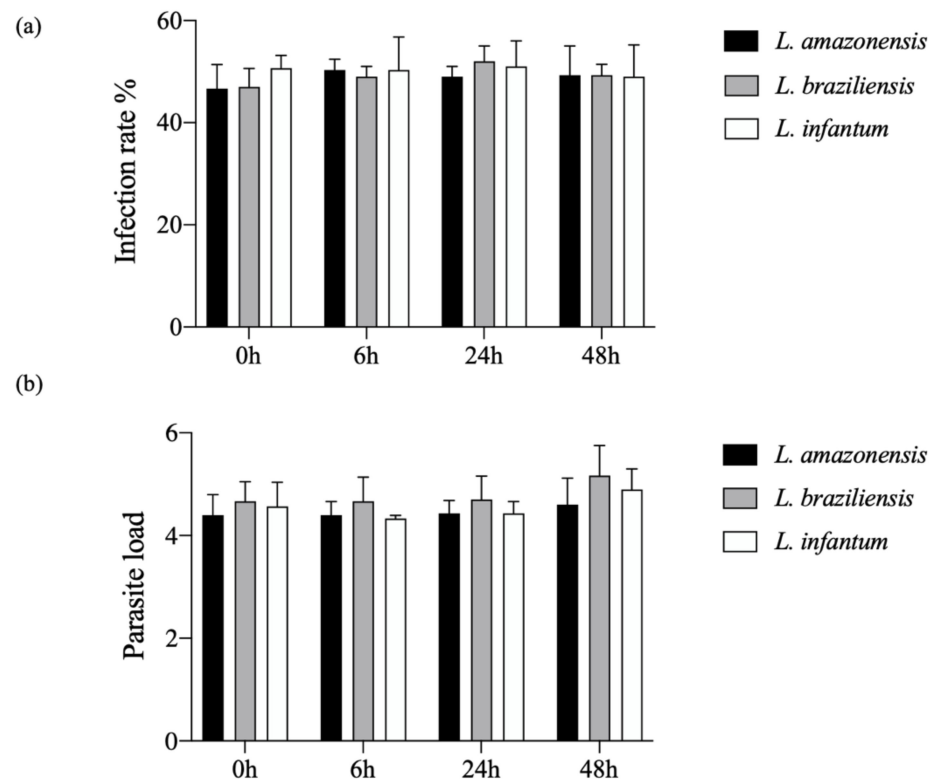 (a)
Infection rate %
60
40
20
0
0h 6h 24h 48h
L. amazonensis
L. braziliensis
L. infantum
(b)
Parasite load
6
4
2
0
0h 6h 24h 48h
L. amazonensis
L. braziliensis
L. infantum